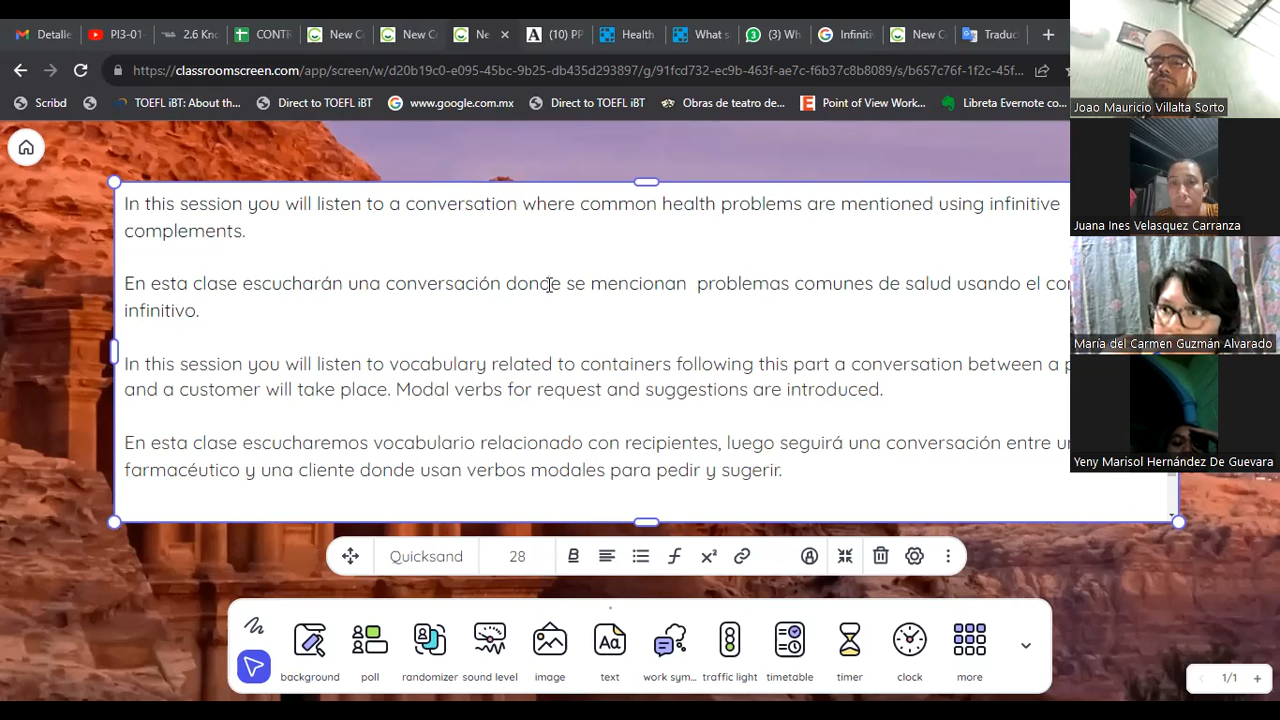 Detalle
PI3-01-
2.6 Kno
CONTR
New Co
New Co
Ne
(10) PP
Health
What s
(3) Wh
Infiniti
New C
Traduc
https://classroomscreen.com/app/screen/w/d20b19c0-e095-45bc-9b25-db435d293897/g/91fcd732-ec9b-463f-ae7c-f6b37c8b8089/s/b657c76f-1f2c-45f...
Scribd
TOEFL iBT: About th...
Direct to TOEFL iBT
www.google.com.mx
Direct to TOEFL iBT
Obras de teatro de...
Point of View Work...
Libreta Evernote co...
Joao Mauricio Villalta Sorto
Juana Ines Velasquez Carranza
María del Carmen Guzmán Alvarado
Yeny Marisol Hernández De Guevara
In this session you will listen to a conversation where common health problems are mentioned using infinitive
complements.
En esta clase escucharán una conversación donde se mencionan problemas comunes de salud usando el co
infinitivo.
In this session you will listen to vocabulary related to containers following this part a conversation between a p
and a customer will take place. Modal verbs for request and suggestions are introduced.
En esta clase escucharemos vocabulario relacionado con recipientes, luego seguirá una conversación entre un
farmacéutico y una cliente donde usan verbos modales para pedir y sugerir.
Quicksand
28
background
poll
randomizer
sound level
image
text
work sym...
traffic light
timetable
timer
clock
more
1/1